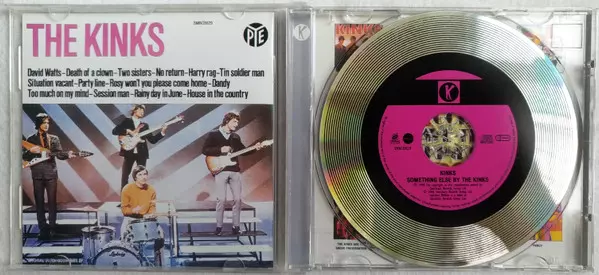 THE KINKS
PYE
David Watts-Death of a clown-Two sisters-No return-Harry rag-Tin soldier man
Situation vacant-Party line-Rosy won't you please come home-Dandy
Too much on my mind-Session man-Rainy day in June-House in the country
K
K
KINKS
SOMETHING ELSE BY THE KINKS